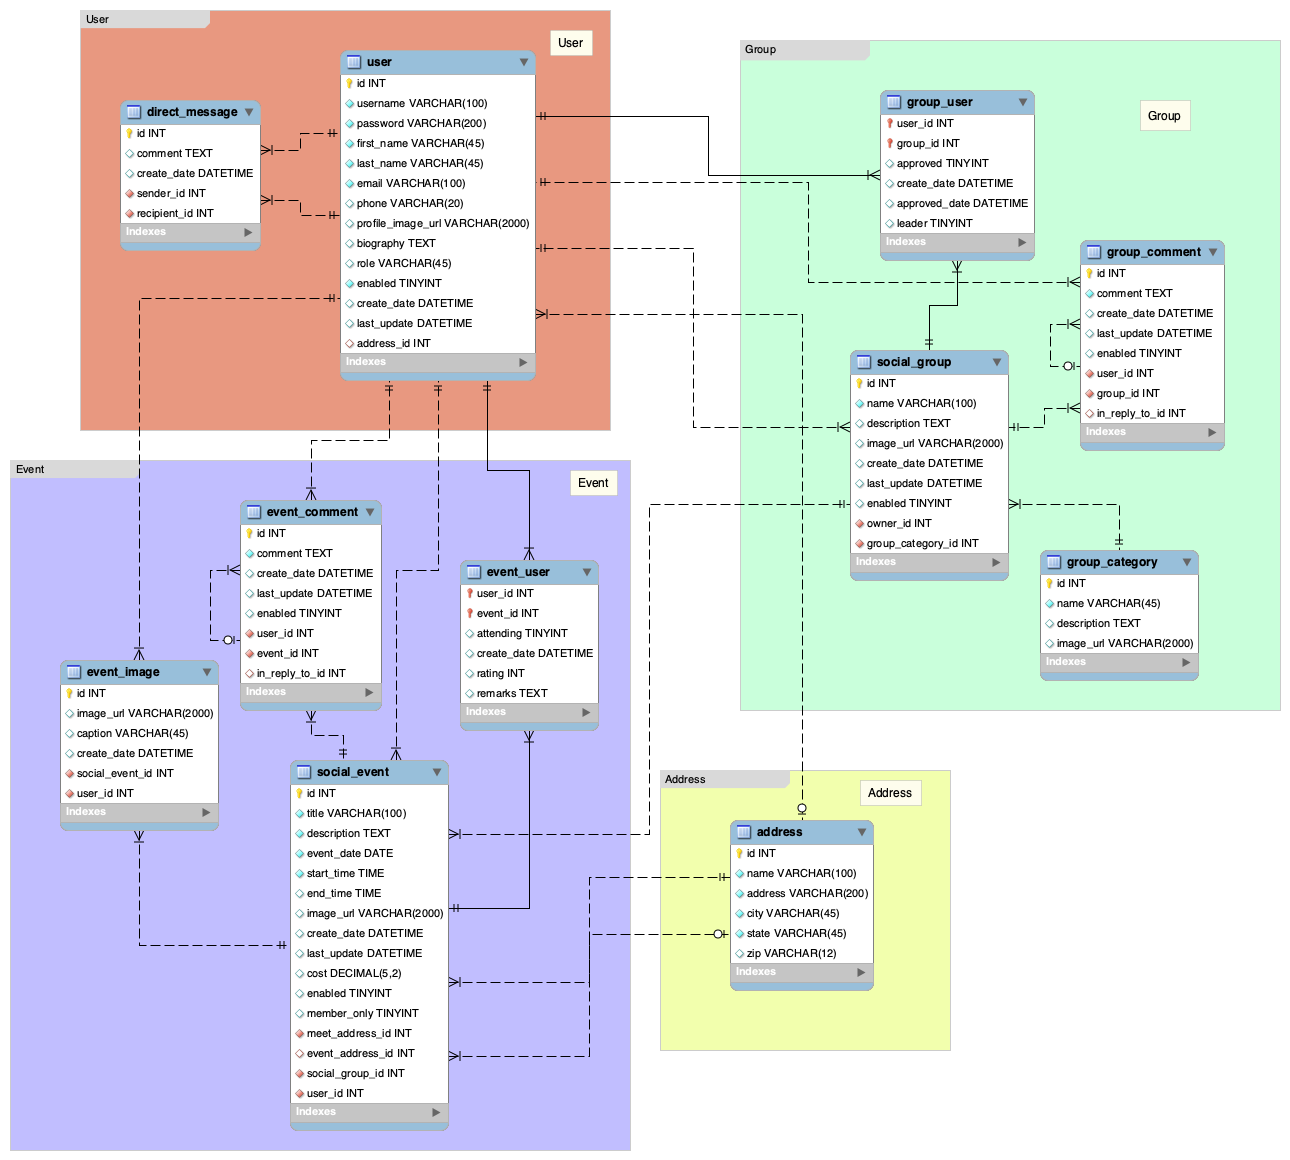 User
User
user
id INT
username VARCHAR(100)
password VARCHAR(200)
first_name VARCHAR(45)
last_name VARCHAR(45)
email VARCHAR(100)
phone VARCHAR(20)
profile_image_url VARCHAR(2000)
biography TEXT
role VARCHAR(45)
enabled TINYINT
create_date DATETIME
last_update DATETIME
address_id INT
Indexes
direct_message
id INT
comment TEXT
create_date DATETIME
sender_id INT
recipient_id INT
Indexes
Group
Group
group_user
user_id INT
group_id INT
approved TINYINT
create_date DATETIME
approved_date DATETIME
leader TINYINT
Indexes
group_comment
id INT
comment TEXT
create_date DATETIME
last_update DATETIME
enabled TINYINT
user_id INT
group_id INT
in_reply_to_id INT
Indexes
social_group
id INT
name VARCHAR(100)
description TEXT
image_url VARCHAR(2000)
create_date DATETIME
last_update DATETIME
enabled TINYINT
owner_id INT
group_category_id INT
Indexes
group_category
id INT
name VARCHAR(45)
description TEXT
image_url VARCHAR(2000)
Indexes
Event
Event
event_comment
id INT
comment TEXT
create_date DATETIME
last_update DATETIME
enabled TINYINT
user_id INT
event_id INT
in_reply_to_id INT
Indexes
event_user
user_id INT
event_id INT
attending TINYINT
create_date DATETIME
rating INT
remarks TEXT
Indexes
event_image
id INT
image_url VARCHAR(2000)
caption VARCHAR(45)
create_date DATETIME
social_event_id INT
user_id INT
Indexes
social_event
id INT
title VARCHAR(100)
description TEXT
event_date DATE
start_time TIME
end_time TIME
image_url VARCHAR(2000)
create_date DATETIME
last_update DATETIME
cost DECIMAL(5,2)
enabled TINYINT
member_only TINYINT
meet_address_id INT
event_address_id INT
social_group_id INT
user_id INT
Indexes
Address
Address
address
id INT
name VARCHAR(100)
address VARCHAR(200)
city VARCHAR(45)
state VARCHAR(45)
zip VARCHAR(12)
Indexes